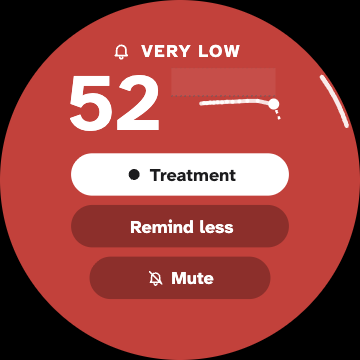 VERY LOW
52
Treatment
Remind less
Mute